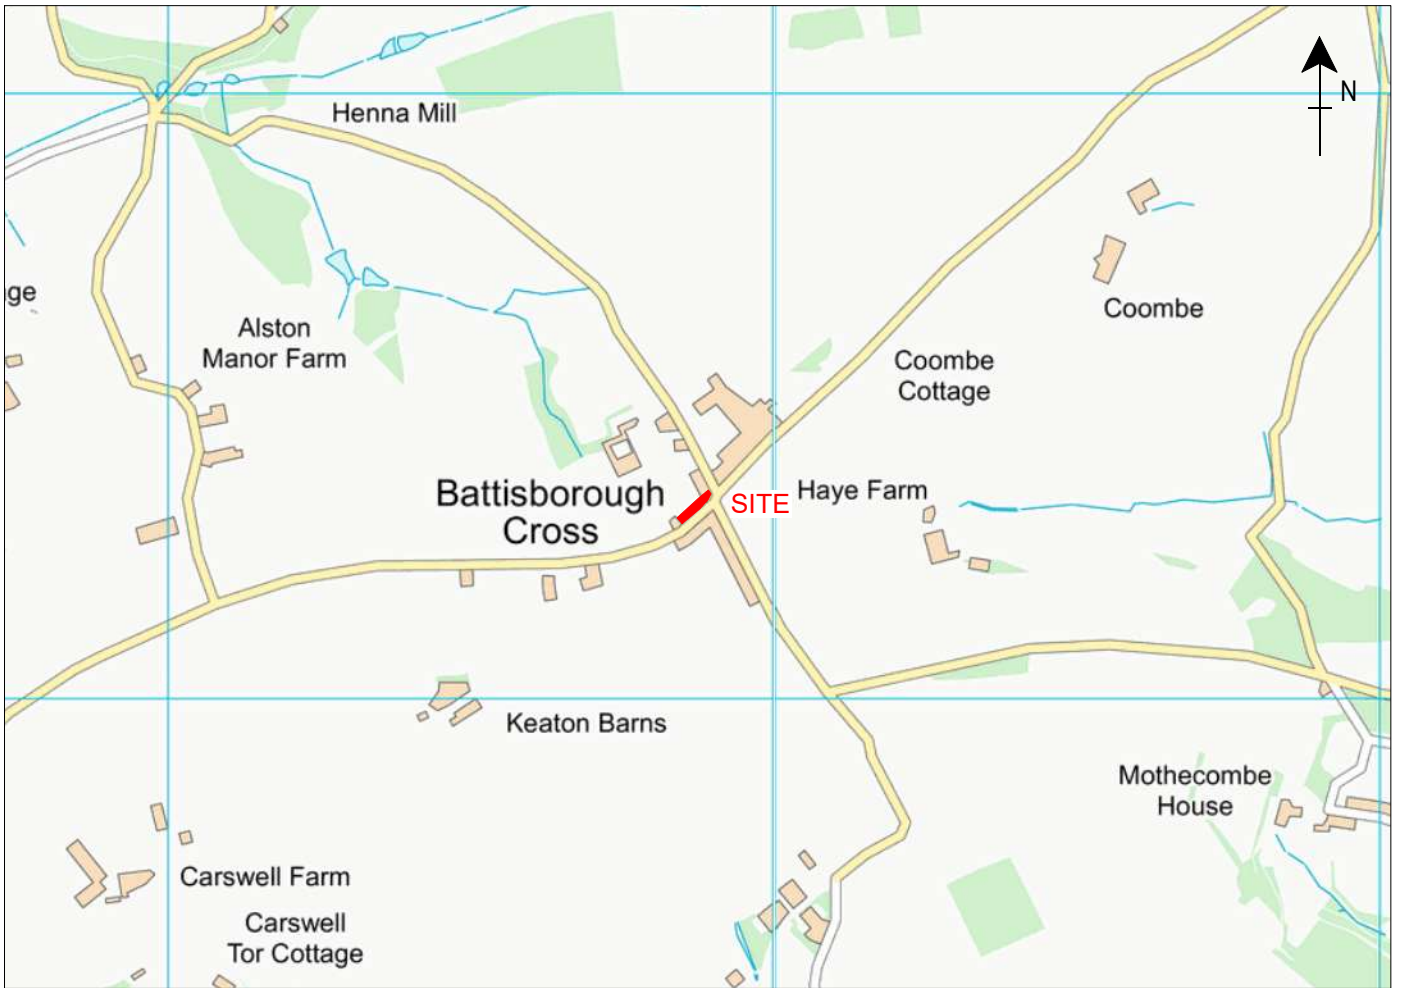 N
Henna Mill
ge
Coombe
Alston
Manor Farm
Coombe
Cottage
Battisborough
Cross
SITE
Haye Farm
Keaton Barns
Mothecombe
House
Carswell Farm
Carswell
Tor Cottage